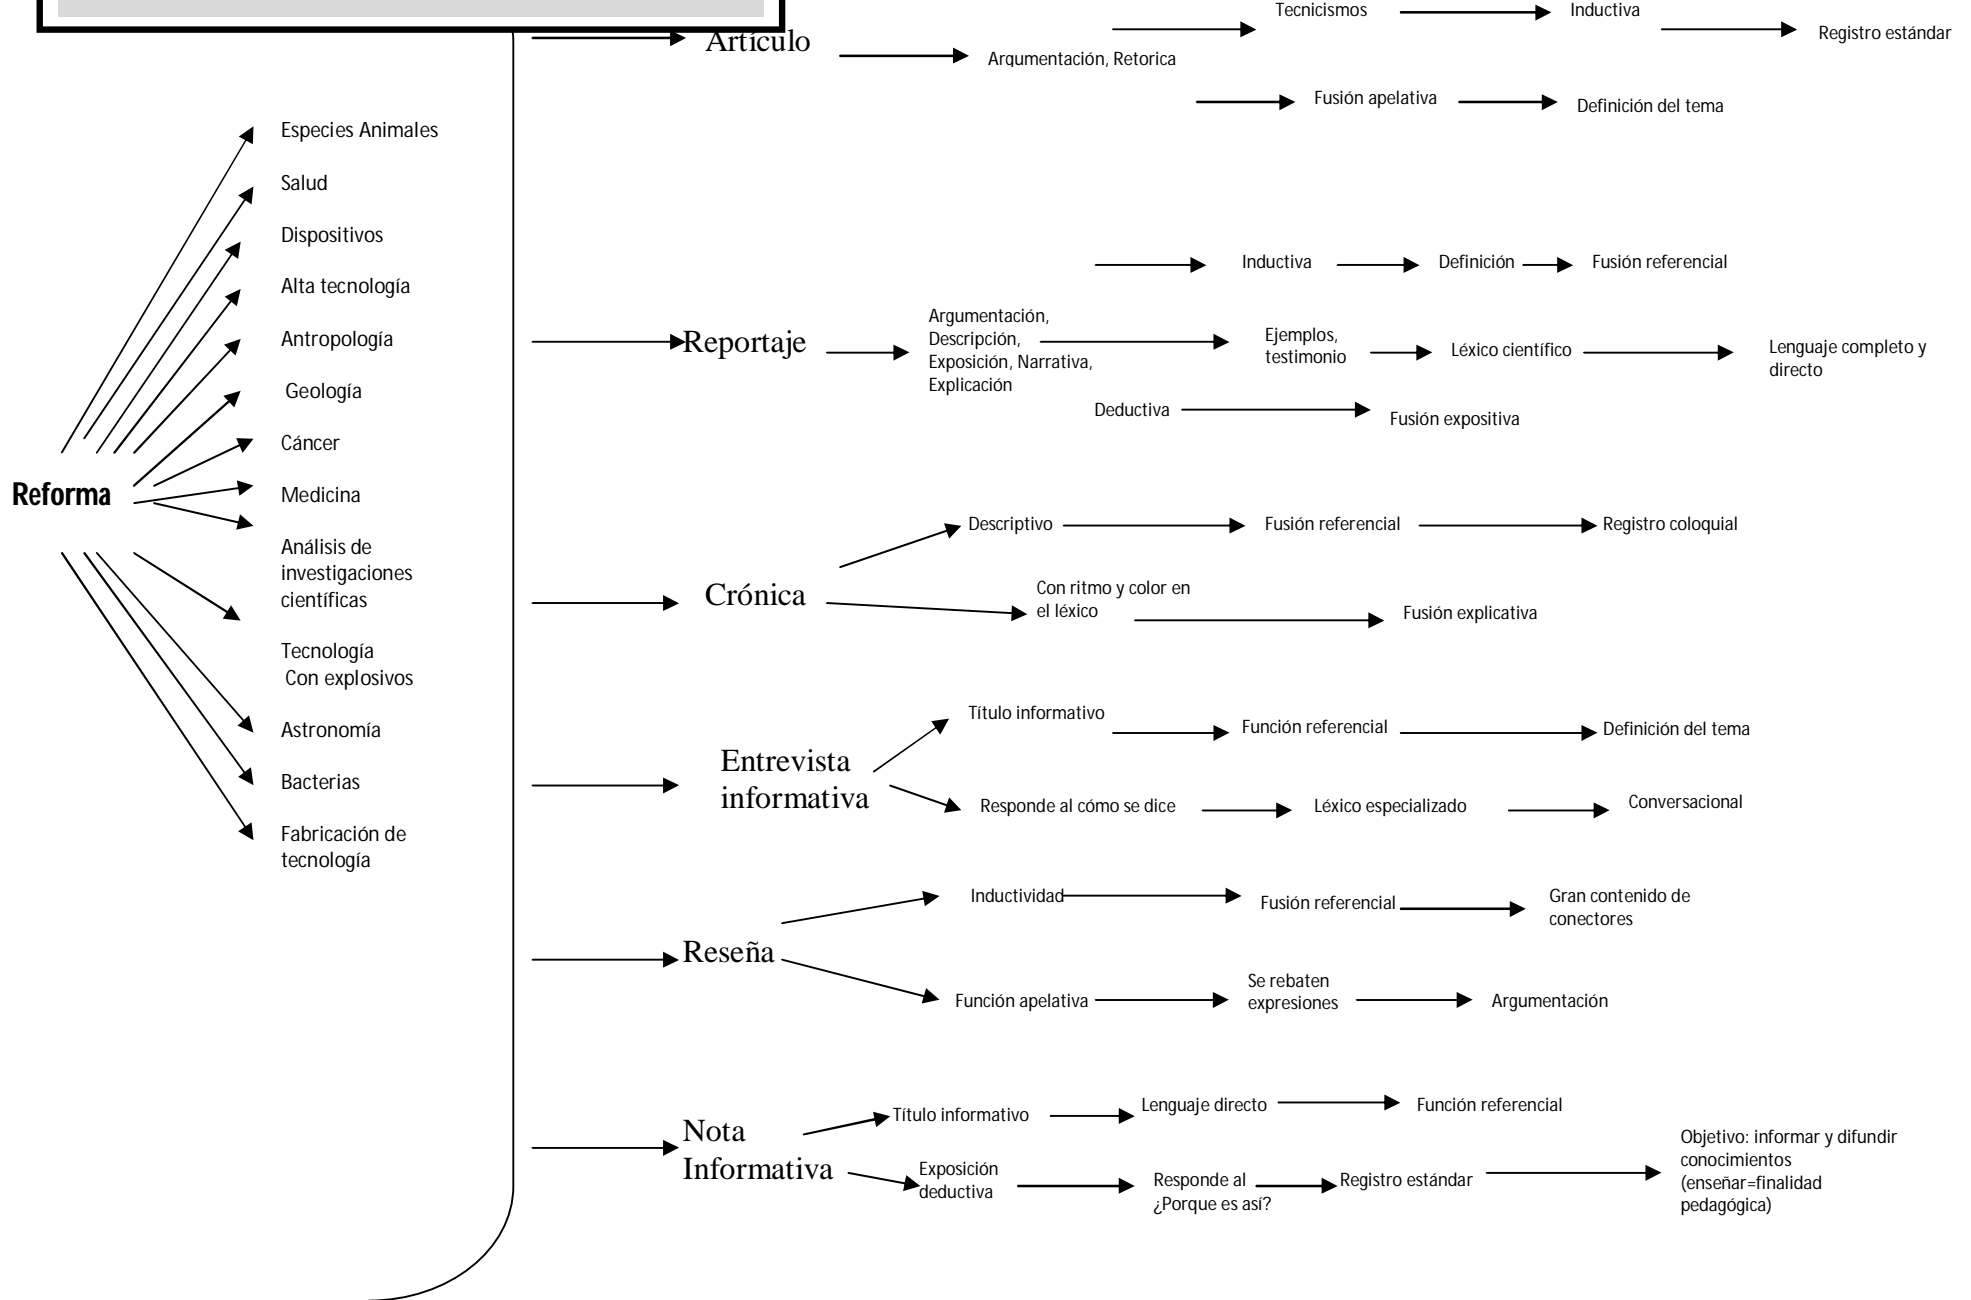 Reforma
Especies Animales
Salud
Dispositivos
Alta tecnología
Antropología
Geología
Cáncer
Medicina
Análisis de
investigaciones
científicas
Tecnología
Con explosivos
Astronomía
Bacterias
Fabricación de
tecnología
Artículo
Argumentación, Retorica
Tecnicismos
Inductiva
Registro estándar
Fusión apelativa
Definición del tema
Reportaje
Argumentación,
Descripción,
Exposición, Narrativa,
Explicación
Inductiva
Definición
Fusión referencial
Ejemplos,
testimonio
Léxico científico
Lenguaje completo y
directo
Deductiva
Fusión expositiva
Crónica
Descriptivo
Fusión referencial
Registro coloquial
Con ritmo y color en
el léxico
Fusión explicativa
Entrevista
informativa
Título informativo
Función referencial
Definición del tema
Responde al cómo se dice
Léxico especializado
Conversacional
Reseña
Inductividad
Fusión referencial
Gran contenido de
conectores
Función apelativa
Se rebaten
expresiones
Argumentación
Nota
Informativa
Título informativo
Lenguaje directo
Función referencial
Exposición
deductiva
Responde al
¿Porque es así?
Registro estándar
Objetivo: informar y difundir
conocimientos
(enseñar=finalidad
pedagógica)